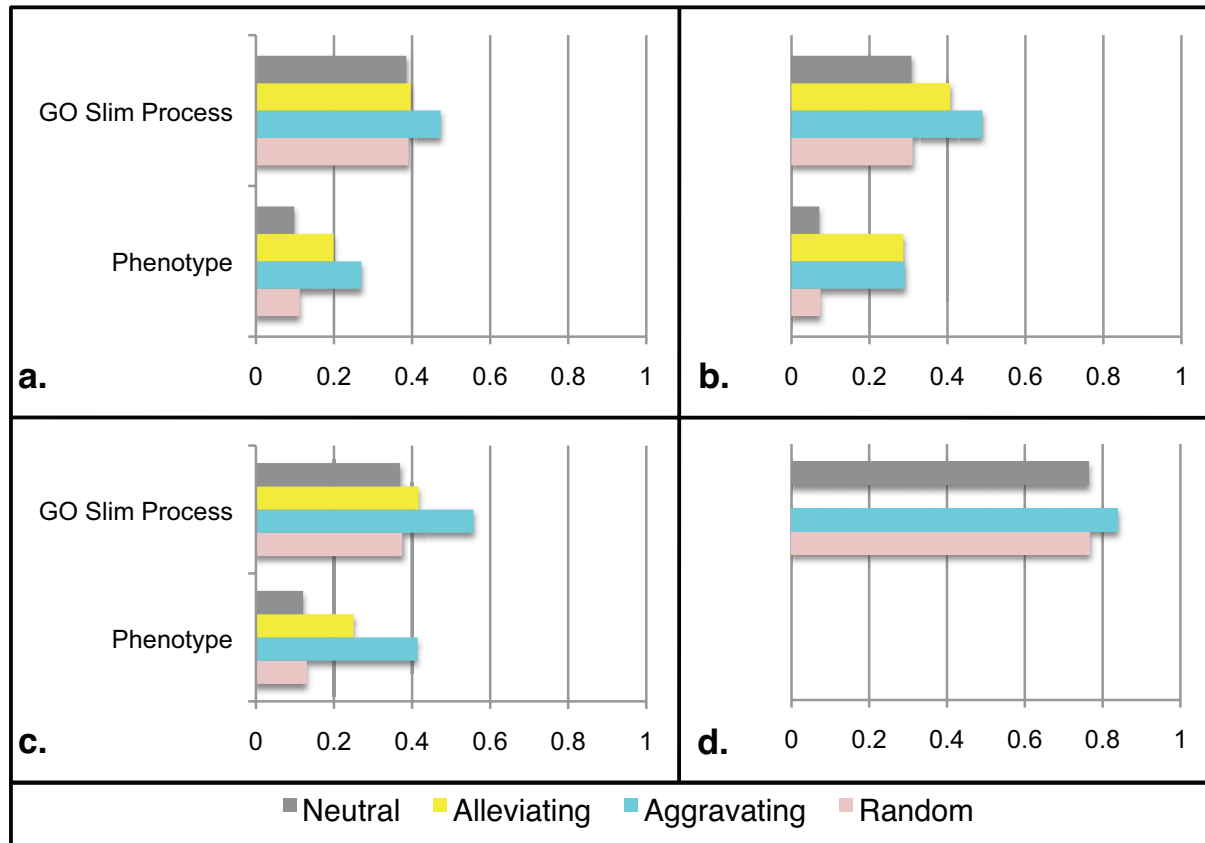 GO Slim Process
Phenotype
a.
0 0.2 0.4 0.6 0.8 1
b.
0 0.2 0.4 0.6 0.8 1
GO Slim Process
Phenotype
c.
0 0.2 0.4 0.6 0.8 1
d.
0 0.2 0.4 0.6 0.8 1
Neutral Alleviating Aggravating Random